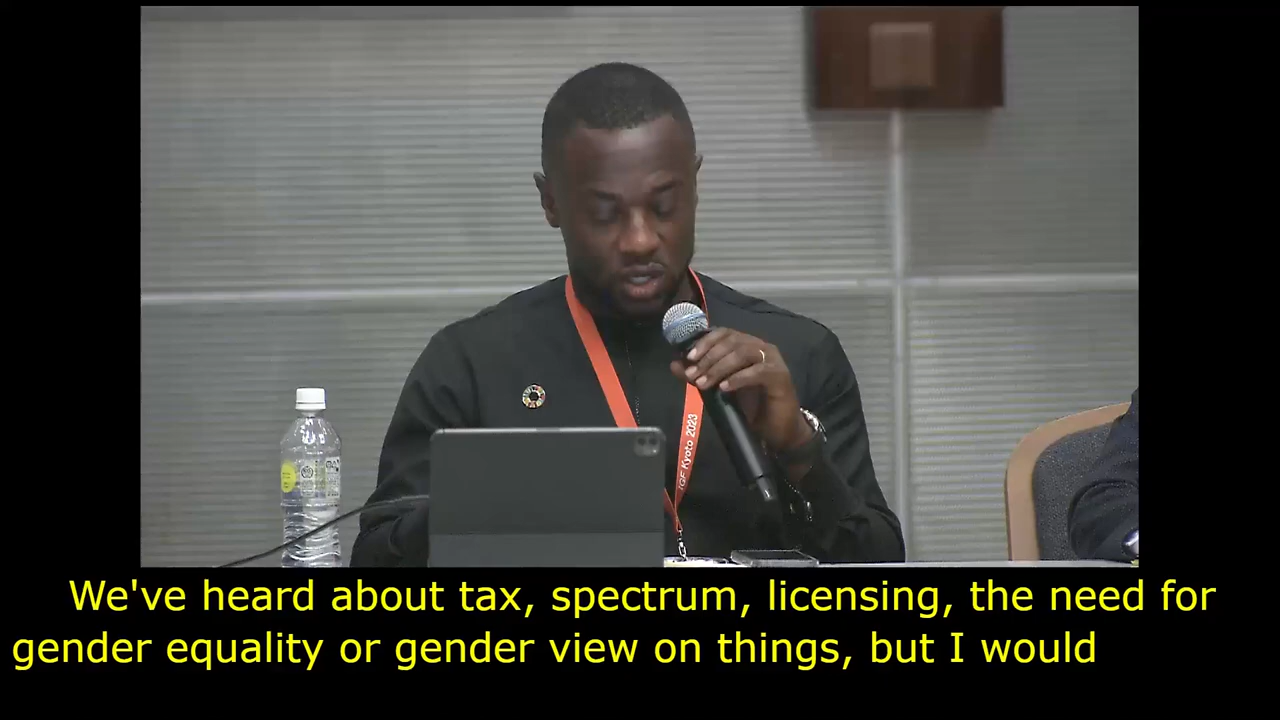 IGF Kyoto 2023
We've heard about tax, spectrum, licensing, the need for
gender equality or gender view on things, but I would